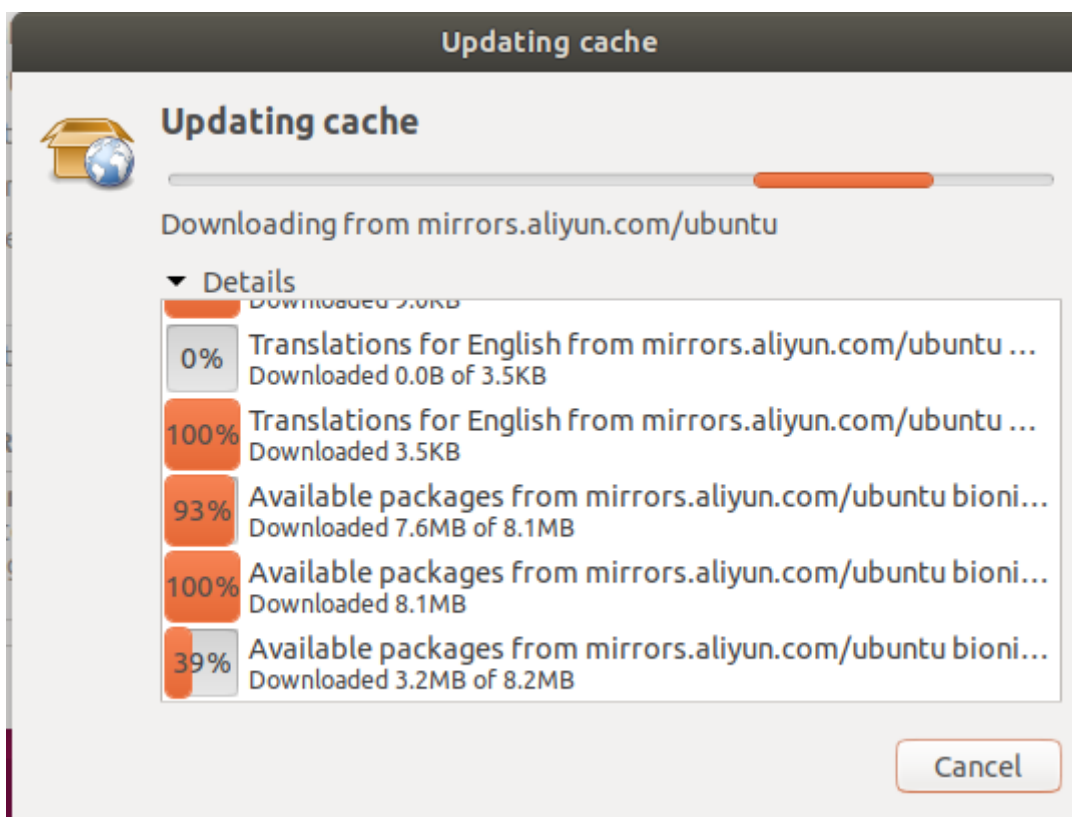 Updating cache
Updating cache
Downloading from mirrors.aliyun.com/ubuntu
Details
Downloaded 9.0KB
0%
Translations for English from mirrors.aliyun.com/ubuntu ...
Downloaded 0.0B of 3.5KB
100%
Translations for English from mirrors.aliyun.com/ubuntu ...
Downloaded 3.5KB
93%
Available packages from mirrors.aliyun.com/ubuntu bioni...
Downloaded 7.6MB of 8.1MB
100%
Available packages from mirrors.aliyun.com/ubuntu bioni...
Downloaded 8.1MB
39%
Available packages from mirrors.aliyun.com/ubuntu bioni...
Downloaded 3.2MB of 8.2MB
Cancel